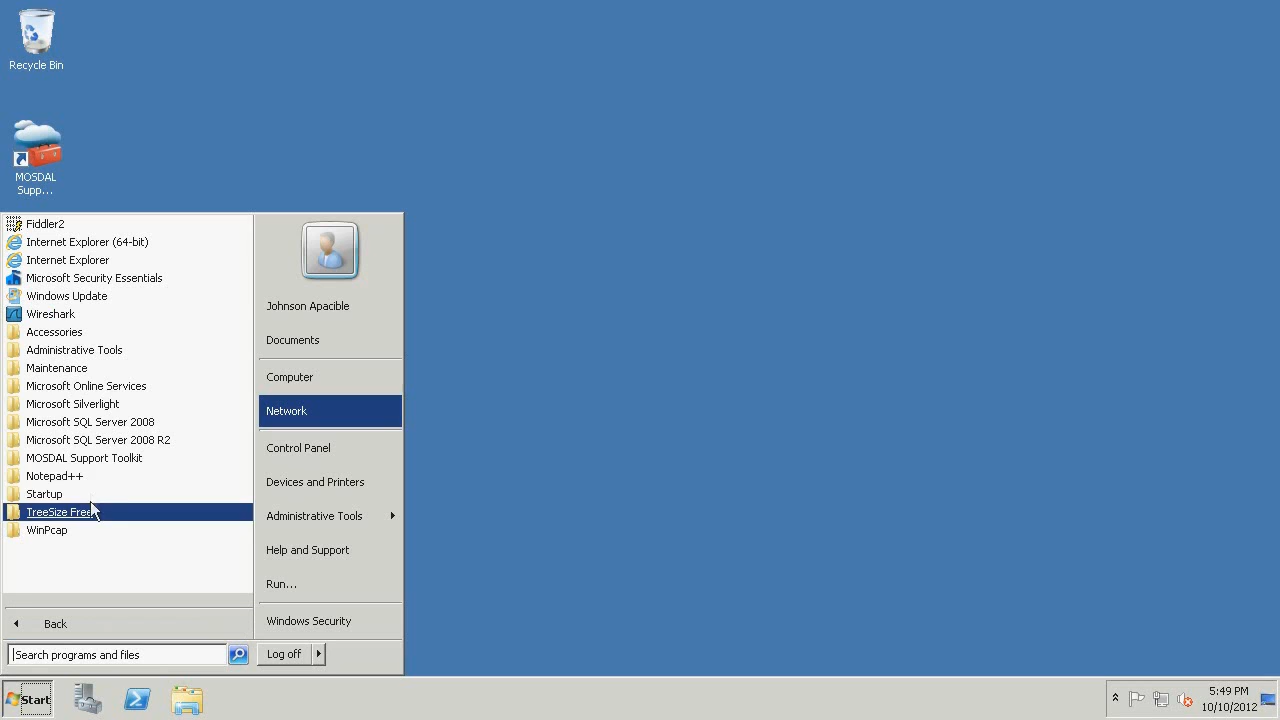 Recycle Bin
MOSDAL
Supp...
Fiddler2
Internet Explorer (64-bit)
Internet Explorer
Microsoft Security Essentials
Windows Update
Wireshark
Accessories
Administrative Tools
Maintenance
Microsoft Online Services
Microsoft Silverlight
Microsoft SQL Server 2008
Microsoft SQL Server 2008 R2
MOSDAL Support Toolkit
Notepad++
Startup
TreeSize Free
WinPcap
Back
Search programs and files
Johnson Apacible
Documents
Computer
Network
Control Panel
Devices and Printers
Administrative Tools
Help and Support
Run...
Windows Security
Log off
Start
5:49 PM
10/10/2012